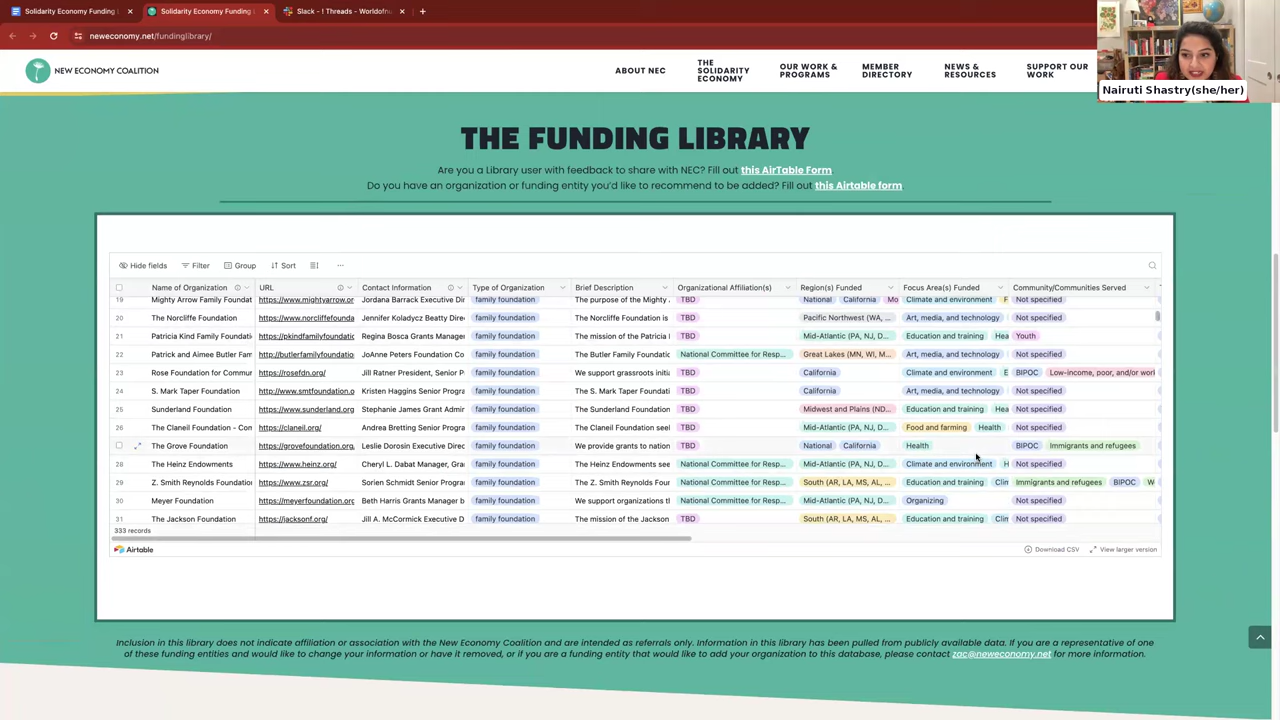 Solidarity Economy Funding L
Solidarity Economy Funding L
Slack - ! Threads - Worldofnu
neweconomy.net/fundinglibrary/
NEW ECONOMY COALITION
ABOUT NEC
THE SOLIDARITY ECONOMY
OUR WORK & PROGRAMS
MEMBER DIRECTORY
NEWS & RESOURCES
SUPPORT OUR WORK
Nairuti Shastry(she/her)
THE FUNDING LIBRARY
Are you a Library user with feedback to share with NEC? Fill out this AirTable Form.
Do you have an organization or funding entity you'd like to recommend to be added? Fill out this Airtable form.
Hide fields Filter Group Sort ...
Name of Organization URL Contact Information Type of Organization Brief Description Organizational Affiliation(s) Region(s) Funded Focus Area(s) Funded Community/Communities Served
19 Mighty Arrow Family Foundat https://www.mightyarrow.or Jordana Barrack Executive Di family foundation The purpose of the Mighty TBD National California Mo Climate and environment F Not specified
20 The Norcliffe Foundation https://www.norcliffefounda Jennifer Koladycz Beatty Dire family foundation The Norcliffe Foundation is TBD Pacific Northwest (WA, ... Art, media, and technology Not specified
21 Patricia Kind Family Foundati https://pkindfamilyfoundatio Regina Bosca Grants Manage family foundation The mission of the Patricia TBD Mid-Atlantic (PA, NJ, D... Education and training Hea Youth
22 Patrick and Aimee Butler Fam http://butlerfamilyfoundatio JoAnne Peters Foundation Co family foundation The Butler Family Foundatio National Committee for Resp... Great Lakes (MN, WI, M... Art, media, and technology Not specified
23 Rose Foundation for Commur https://rosefdn.org/ Jill Ratner President, Senior P family foundation We support grassroots initia TBD California Climate and environment E BIPOC Low-income, poor, and/or worl
24 S. Mark Taper Foundation http://www.smtfoundation.o Kristen Haggins Senior Progra family foundation The S. Mark Taper Foundati TBD California Art, media, and technology Not specified
25 Sunderland Foundation https://www.sunderland.org Stephanie James Grant Admir family foundation The Sunderland Foundation TBD Midwest and Plains (ND... Education and training Hea Not specified
26 The Claneil Foundation - Com https://claneil.org/ Andrea Bretting Senior Progra family foundation The Claneil Foundation seel TBD Mid-Atlantic (PA, NJ, D... Food and farming Health Not specified
The Grove Foundation https://grovefoundation.org, Leslie Dorosin Executive Direc family foundation We provide grants to nation TBD National California Health BIPOC Immigrants and refugees
28 The Heinz Endowments https://www.heinz.org/ Cheryl L. Dabat Manager, Gra family foundation The Heinz Endowments see National Committee for Resp... Mid-Atlantic (PA, NJ, D... Climate and environment H Not specified
29 Z. Smith Reynolds Foundation https://www.zsr.org/ Sorien Schmidt Senior Progra family foundation The Z. Smith Reynolds Foun National Committee for Resp... South (AR, LA, MS, AL, ... Education and training Clim Immigrants and refugees BIPOC W
30 Meyer Foundation https://meyerfoundation.org Beth Harris Grants Manager b family foundation We support organizations th National Committee for Resp... Mid-Atlantic (PA, NJ, D... Organizing Not specified
31 The Jackson Foundation https://jacksonf.org/ Jill A. McCormick Executive D family foundation The mission of the Jackson TBD South (AR, LA, MS, AL, ... Education and training Clim Not specified
333 records
Airtable Download CSV View larger version
Inclusion in this library does not indicate affiliation or association with the New Economy Coalition and are intended as referrals only. Information in this library has been pulled from publicly available data. If you are a representative of one
of these funding entities and would like to change your information or have it removed, or if you are a funding entity that would like to add your organization to this database, please contact zac@neweconomy.net for more information.